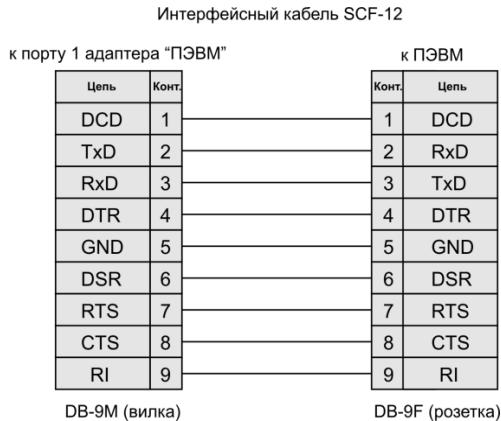 Интерфейсный кабель SCF-12
к порту 1 адаптера “ПЭВМ”
к ПЭВМ
Цепь Конт. Конт. Цепь
DCD 1 1 DCD
TxD 2 2 RxD
RxD 3 3 TxD
DTR 4 4 DTR
GND 5 5 GND
DSR 6 6 DSR
RTS 7 7 RTS
CTS 8 8 CTS
RI 9 9 RI
DB-9M (вилка) DB-9F (розетка)